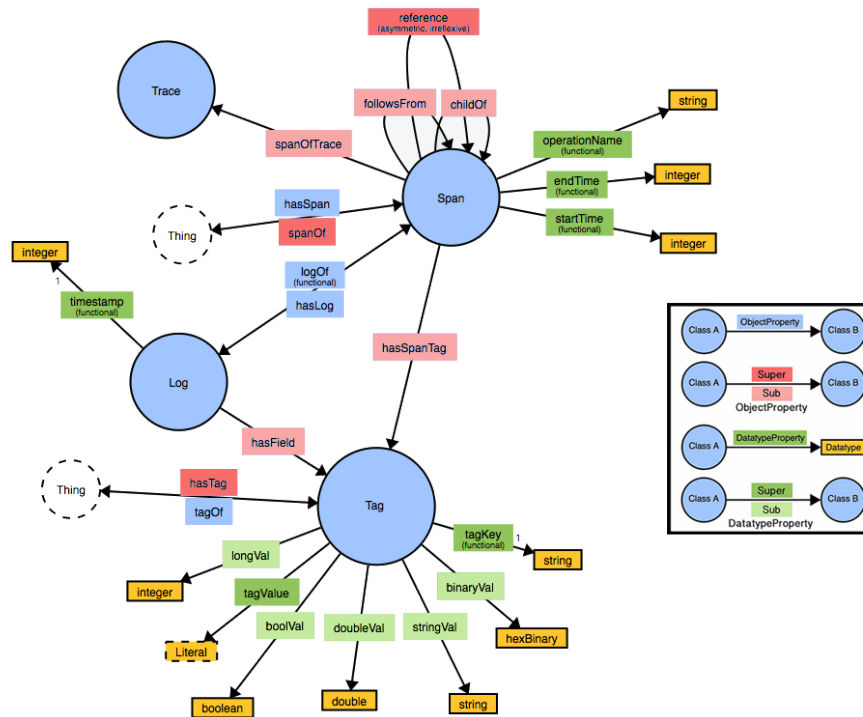 reference
(asymmetric, irreflexive)
Trace
followsFrom
childOf
string
operationName
(functional)
spanOfTrace
endTime
(functional)
integer
hasSpan
Span
startTime
(functional)
Thing
spanOf
integer
integer
logOf
(functional)
1
timestamp
(functional)
hasLog
Class A
ObjectProperty
Class B
hasSpanTag
Log
Class A
Super
Class B
Sub
ObjectProperty
hasField
Class A
DatatypeProperty
Datatype
Thing
hasTag
tagOf
Tag
Class A
Super
Class B
Sub
DatatypeProperty
tagKey
(functional)
1
longVal
string
integer
tagValue
binaryVal
boolVal
doubleVal
stringVal
hexBinary
Literal
boolean
double
string